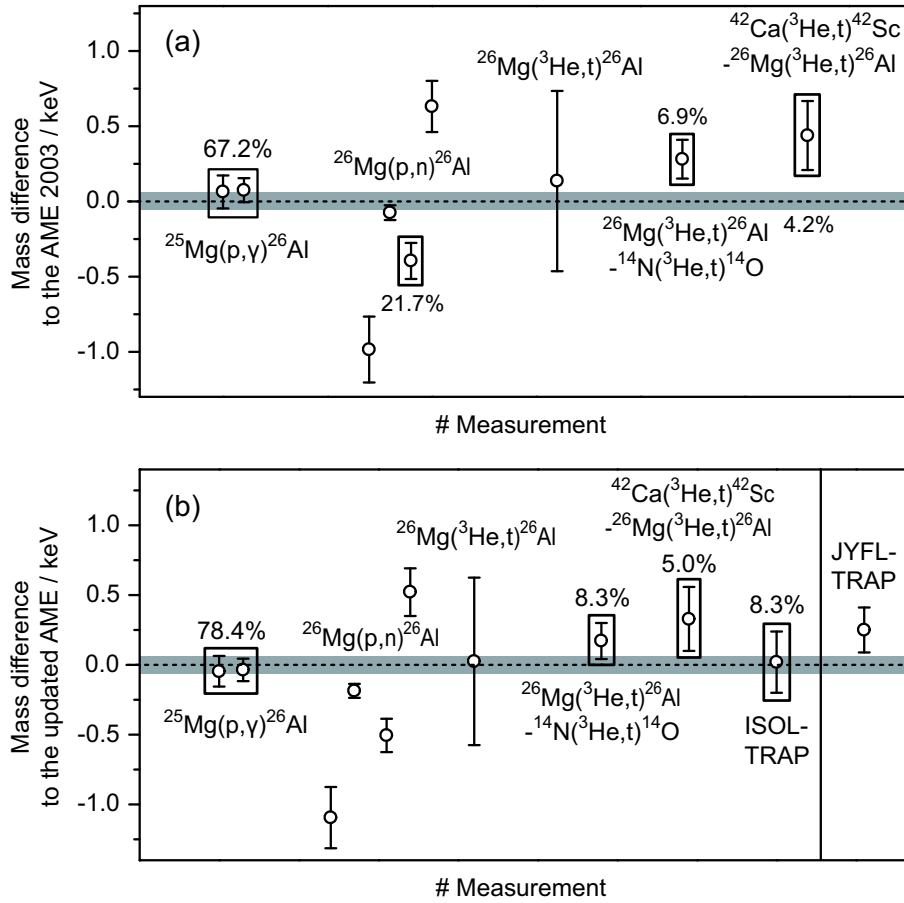 Mass difference
to the AME 2003 / keV
1.0
0.5
0.0
-0.5
-1.0
(a)
67.2%
²⁵Mg(p,γ)²⁶Al
²⁶Mg(p,n)²⁶Al
21.7%
²⁶Mg(³He,t)²⁶Al
6.9%
²⁶Mg(³He,t)²⁶Al
-¹⁴N(³He,t)¹⁴O
⁴²Ca(³He,t)⁴²Sc
-²⁶Mg(³He,t)²⁶Al
4.2%
# Measurement
Mass difference
to the updated AME / keV
1.0
0.5
0.0
-0.5
-1.0
(b)
78.4%
²⁵Mg(p,γ)²⁶Al
²⁶Mg(p,n)²⁶Al
²⁶Mg(³He,t)²⁶Al
8.3%
²⁶Mg(³He,t)²⁶Al
-¹⁴N(³He,t)¹⁴O
⁴²Ca(³He,t)⁴²Sc
-²⁶Mg(³He,t)²⁶Al
5.0%
8.3%
ISOL-
TRAP
JYFL-
TRAP
# Measurement